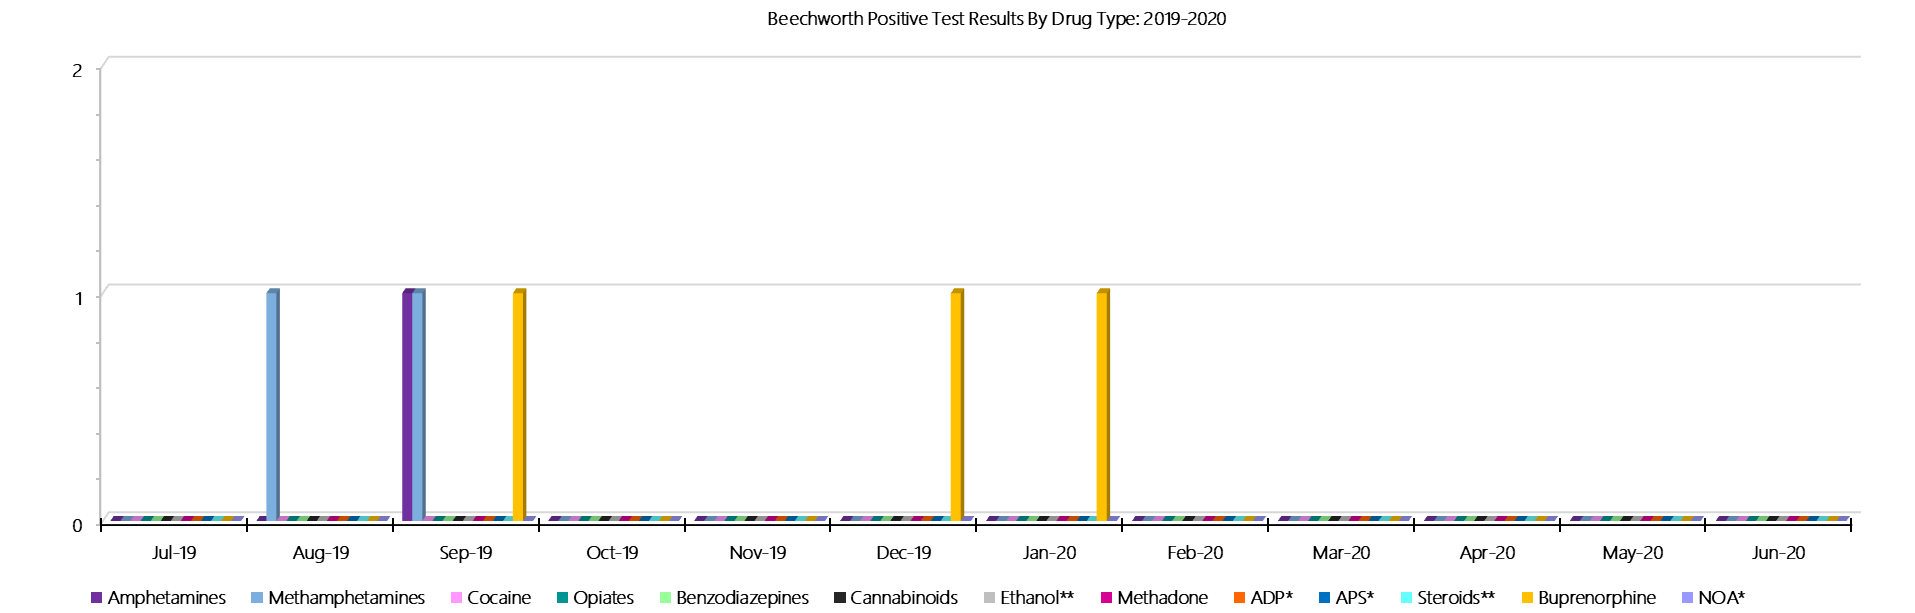 Beechworth Positive Test Results By Drug Type: 2019-2020
2
1
0
Jul-19 Aug-19 Sep-19 Oct-19 Nov-19 Dec-19 Jan-20 Feb-20 Mar-20 Apr-20 May-20 Jun-20
Amphetamines Methamphetamines Cocaine Opiates Benzodiazepines Cannabinoids Ethanol** Methadone ADP* APS* Steroids** Buprenorphine NOA*